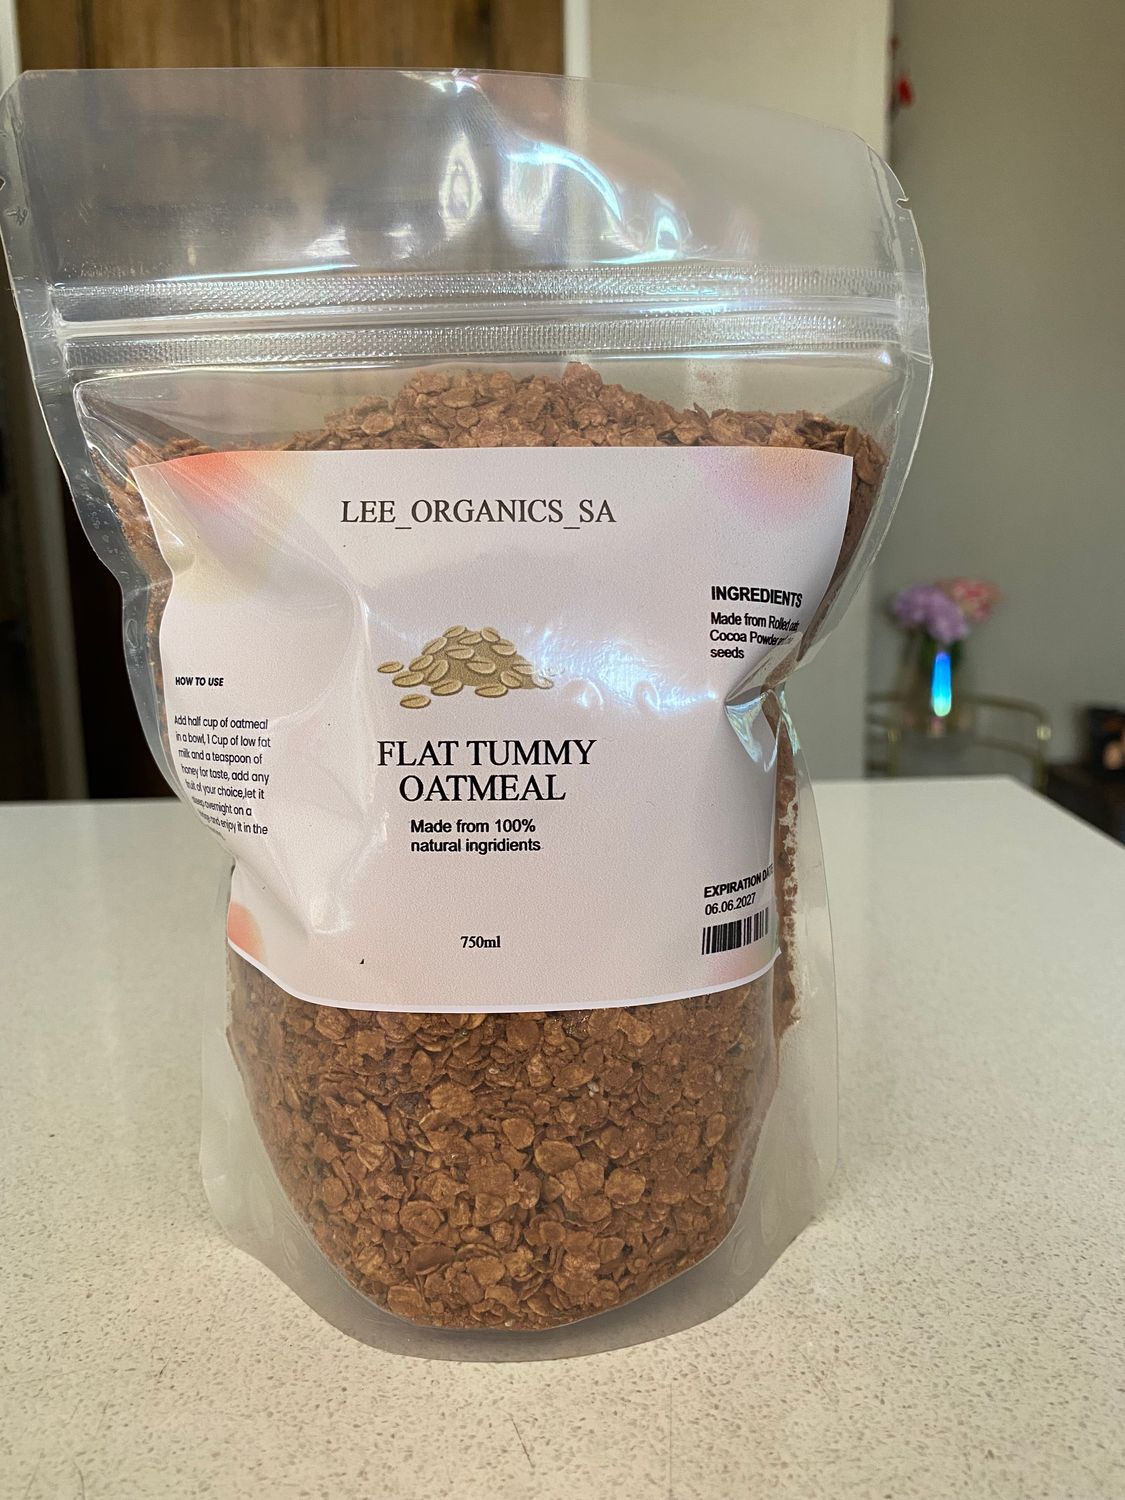 LEE_ORGANICS_SA
INGREDIENTS
Made from Rolled
Cocoa Powder
seeds
HOW TO USE
Add half cup of oatmeal
in a bowl, 1 Cup of low fat
milk and a teaspoon of
honey for taste, add any
fruit of your choice,let it
overnight on a
and enjoy it in the
FLAT TUMMY
OATMEAL
Made from 100%
natural ingridients
EXPIRATION DATE
06.06.2027
750ml